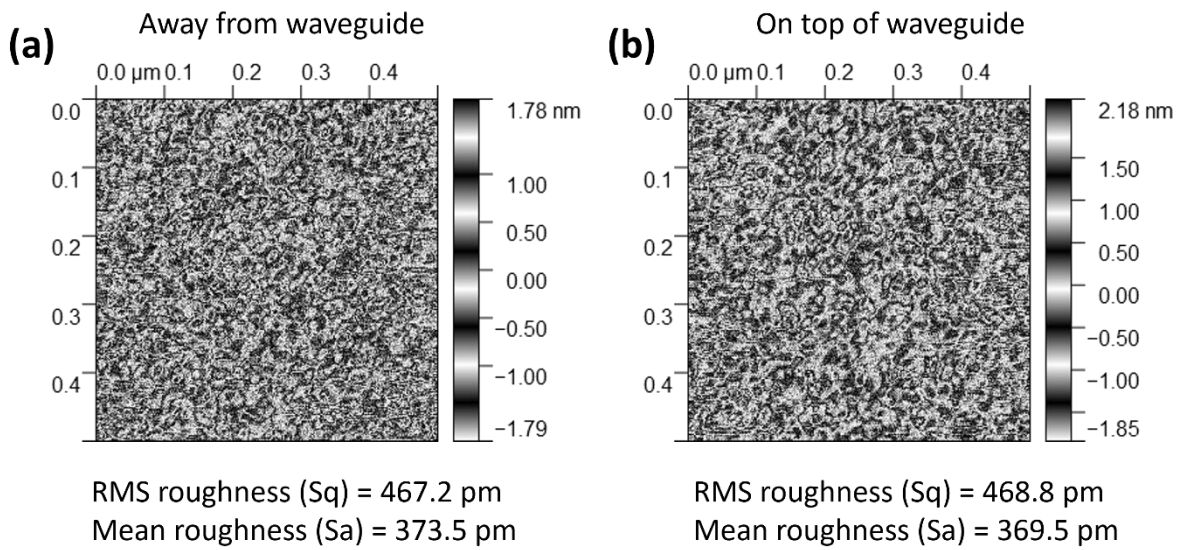 (a)
Away from waveguide
0.0 µm 0.1 0.2 0.3 0.4
0.0
0.1
0.2
0.3
0.4
1.78 nm
1.00
0.50
0.00
−0.50
−1.00
−1.79
RMS roughness (Sq) = 467.2 pm
Mean roughness (Sa) = 373.5 pm
(b)
On top of waveguide
0.0 µm 0.1 0.2 0.3 0.4
0.0
0.1
0.2
0.3
0.4
2.18 nm
1.50
1.00
0.50
0.00
−0.50
−1.00
−1.85
RMS roughness (Sq) = 468.8 pm
Mean roughness (Sa) = 369.5 pm